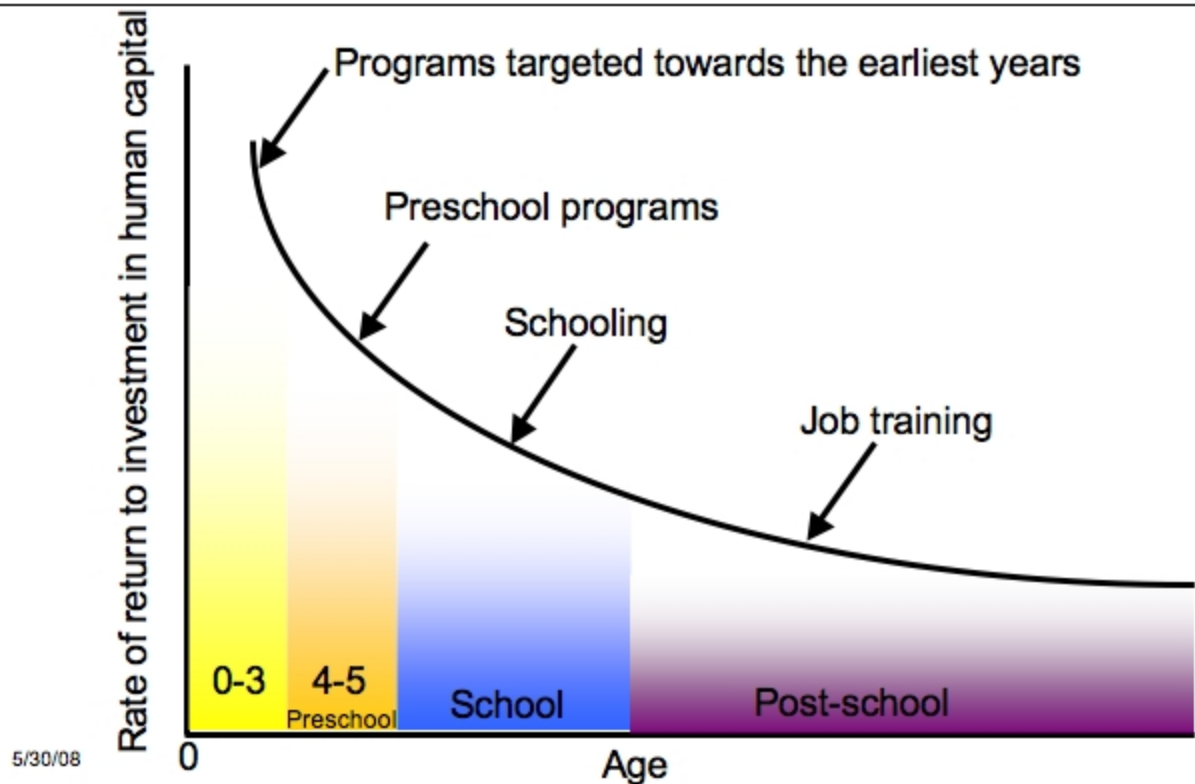 Rate of return to investment in human capital
Programs targeted towards the earliest years
Preschool programs
Schooling
Job training
0-3
4-5
Preschool
School
Post-school
0
Age
5/30/08